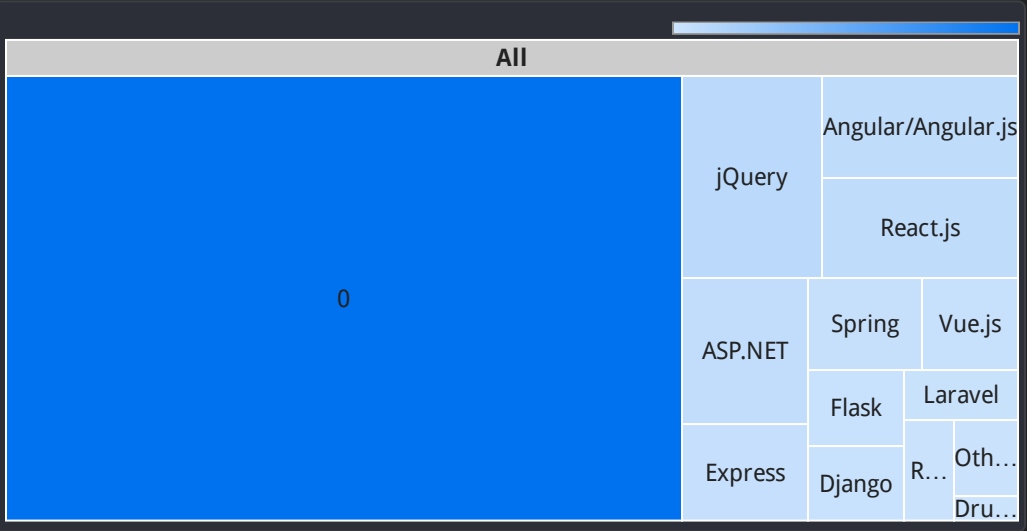 All
0
jQuery
Angular/Angular.js
React.js
ASP.NET
Spring
Vue.js
Express
Flask
Laravel
Django
R...
Oth...
Dru...